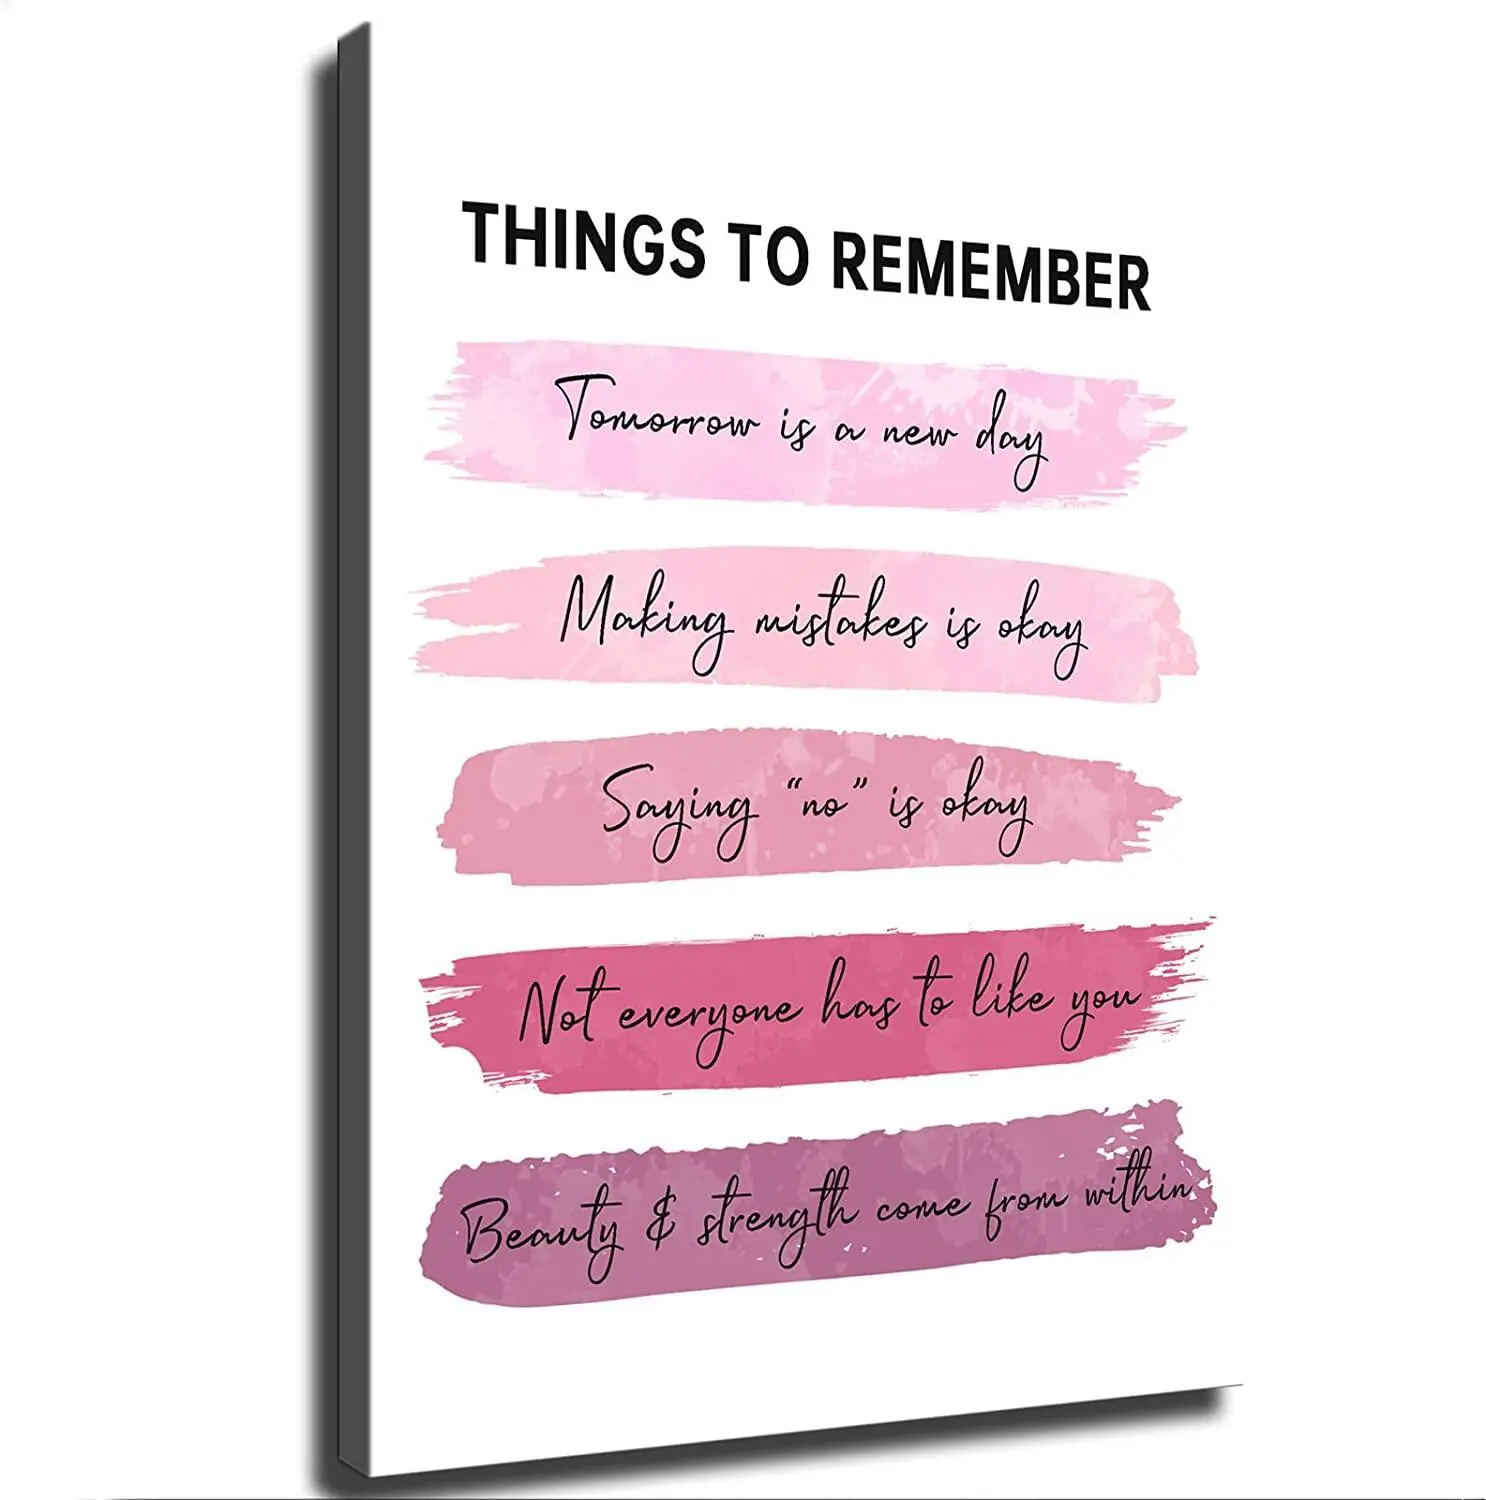 THINGS TO REMEMBER
Tomorrow is a new day
Making mistakes is okay
Saying “no” is okay
Not everyone has to like you
Beauty & strength come from within